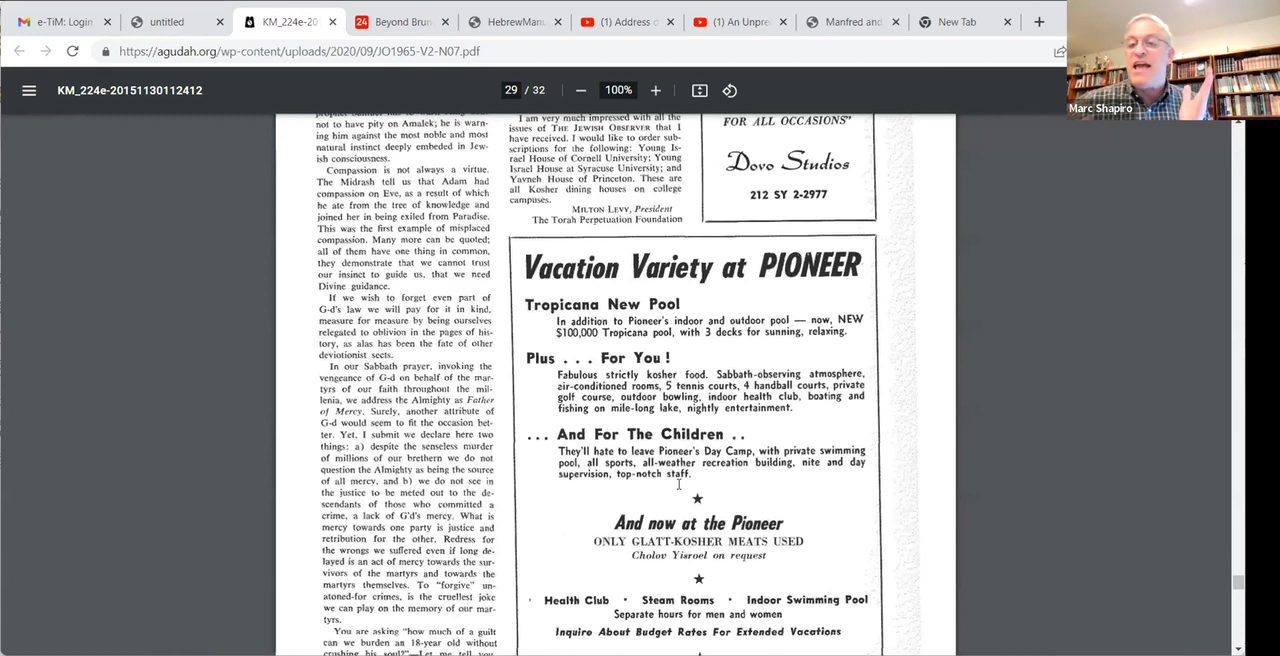 e-TiM: Login
untitled
KM_224e-20
Beyond Brun
HebrewManu
(1) Address o
(1) An Unpre
Manfred and
New Tab
https://agudah.org/wp-content/uploads/2020/09/JO1965-V2-N07.pdf
KM_224e-20151130112412
29 / 32
100%
Marc Shapiro
not to have pity on Amalek; he is warn-
ing him against the most noble and most
natural instinct deeply embeded in Jew-
ish consciousness.
Compassion is not always a virtue.
The Midrash tell us that Adam had
compassion on Eve, as a result of which
he ate from the tree of knowledge and
joined her in being exiled from Paradise.
This was the first example of misplaced
compassion. Many more can be quoted;
all of them have one thing in common,
they demonstrate that we cannot trust
our insinct to guide us, that we need
Divine guidance.
If we wish to forget even part of
G-d's law we will pay for it in kind,
measure for measure by being ourselves
relegated to oblivion in the pages of his-
tory, as alas has been the fate of other
deviotionist sects.
In our Sabbath prayer, invoking the
vengeance of G-d on behalf of the mar-
tyrs of our faith throughout the mil-
lenia, we address the Almighty as Father
of Mercy. Surely, another attribute of
G-d would seem to fit the occasion bet-
ter. Yet, I submit we declare here two
things: a) despite the senseless murder
of millions of our brethern we do not
question the Almighty as being the source
of all mercy, and b) we do not see in
the justice to be meted out to the de-
scendants of those who committed a
crime, a lack of G'd's mercy. What is
mercy towards one party is justice and
retribution for the other. Redress for
the wrongs we suffered even if long de-
layed is an act of mercy towards the sur-
vivors of the martyrs and towards the
martyrs themselves. To "forgive" un-
atoned-for crimes, is the cruellest joke
we can play on the memory of our mar-
tyrs.
You are asking "how much of a guilt
can we burden an 18-year old without
crushing his soul?"—Let me tell you
I am very much impressed with all the
issues of THE JEWISH OBSERVER that I
have received. I would like to order sub-
scriptions for the following: Young Is-
rael House of Cornell University; Young
Israel House at Syracuse University; and
Yavneh House of Princeton. These are
all Kosher dining houses on college
campuses.
MILTON LEVY, President
The Torah Perpetuation Foundation
FOR ALL OCCASIONS"
Dovo Studios
212 SY 2-2977
Vacation Variety at PIONEER
Tropicana New Pool
In addition to Pioneer's indoor and outdoor pool — now, NEW
$100,000 Tropicana pool, with 3 decks for sunning, relaxing.
Plus . . . For You !
Fabulous strictly kosher food. Sabbath-observing atmosphere,
air-conditioned rooms, 5 tennis courts, 4 handball courts, private
golf course, outdoor bowling, indoor health club, boating and
fishing on mile-long lake, nightly entertainment.
... And For The Children ..
They'll hate to leave Pioneer's Day Camp, with private swimming
pool, all sports, all-weather recreation building, nite and day
supervision, top-notch staff.
And now at the Pioneer
ONLY GLATT-KOSHER MEATS USED
Cholov Yisroel on request
Health Club • Steam Rooms • Indoor Swimming Pool
Separate hours for men and women
Inquire About Budget Rates For Extended Vacations